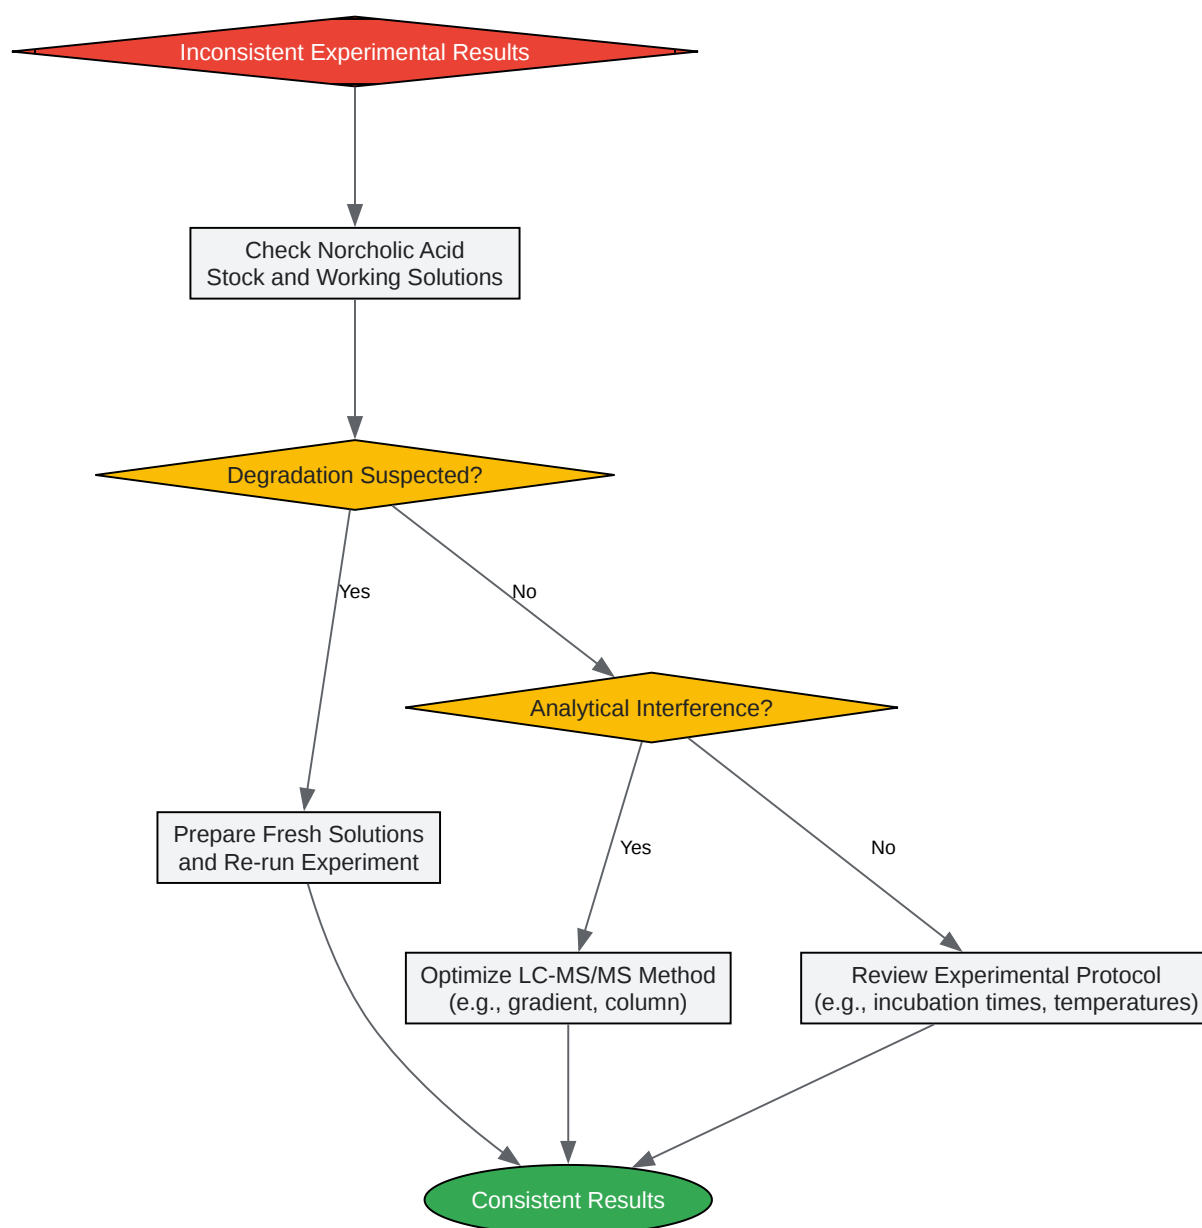 Inconsistent Experimental Results
Check Norcholic Acid
Stock and Working Solutions
Degradation Suspected?
Yes
No
Analytical Interference?
Prepare Fresh Solutions
and Re-run Experiment
Yes
No
Optimize LC-MS/MS Method
(e.g., gradient, column)
Review Experimental Protocol
(e.g., incubation times, temperatures)
Consistent Results